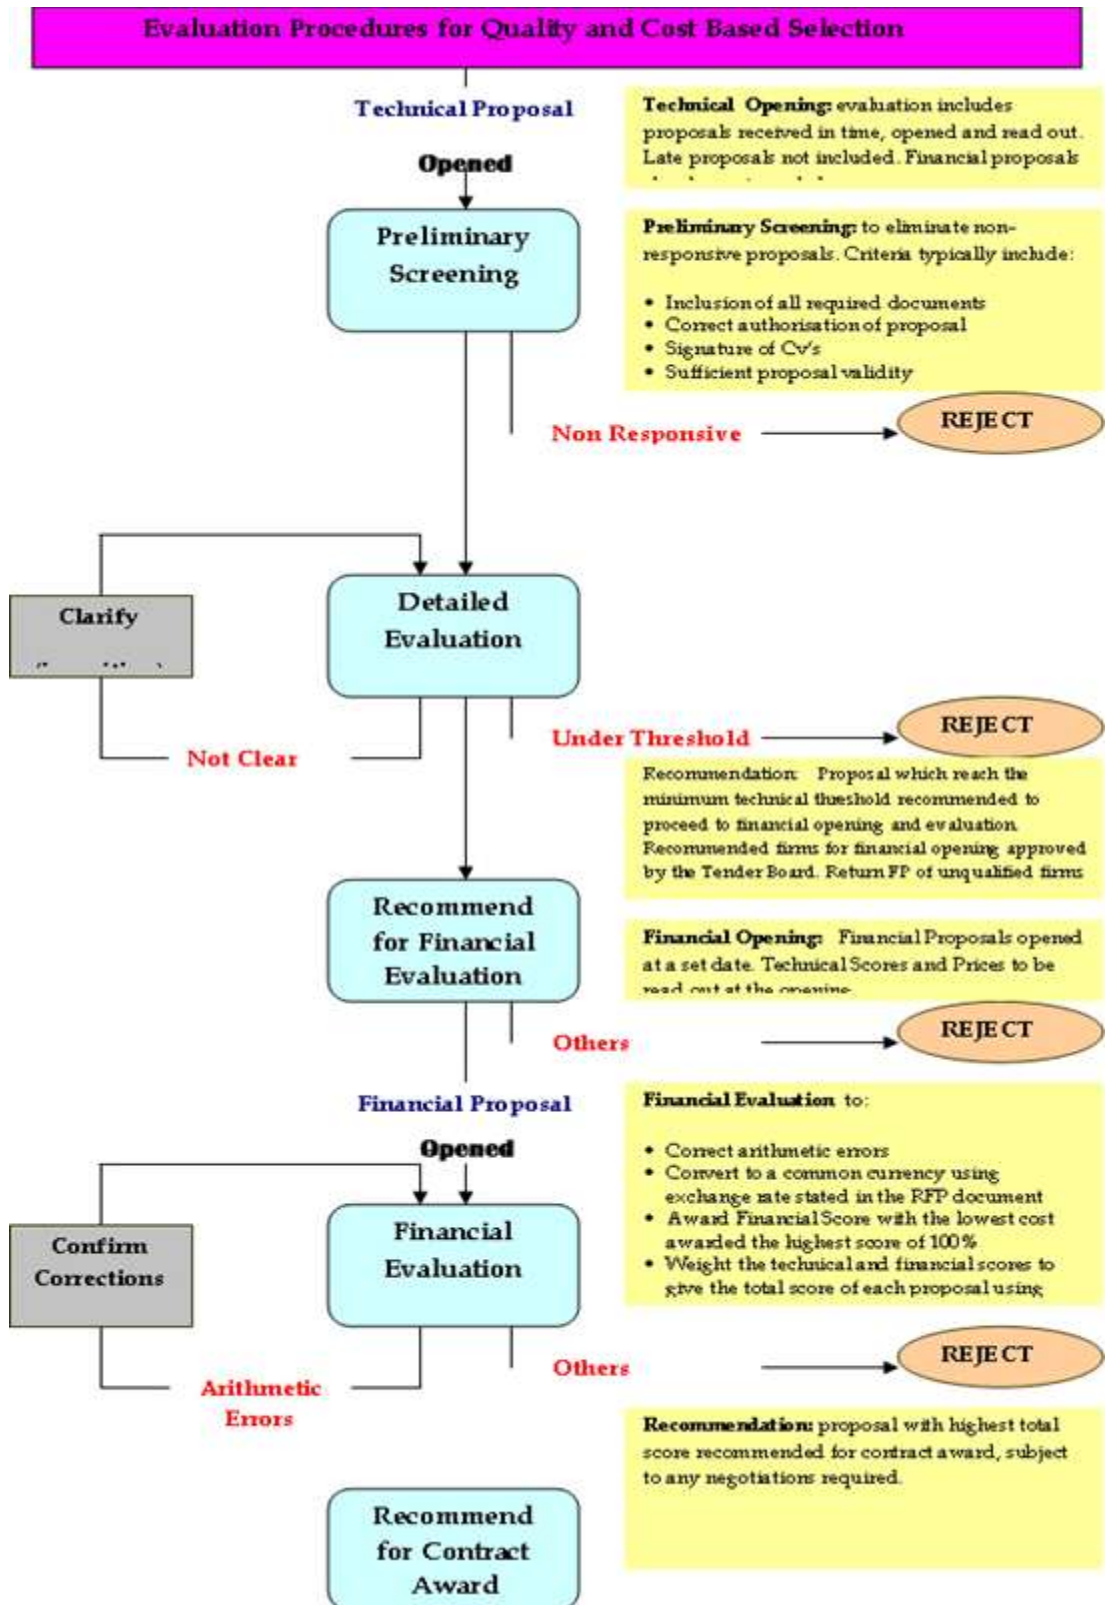 Evaluation Procedures for Quality and Cost Based Selection
Technical Proposal
Opened
Technical Opening: evaluation includes
proposals received in time, opened and read out.
Late proposals not included. Financial proposals
Preliminary
Screening
Preliminary Screening: to eliminate non-
responsive proposals. Criteria typically include:
• Inclusion of all required documents
• Correct authorisation of proposal
• Signature of Cv's
• Sufficient proposal validity
Non Responsive
REJECT
Clarify
Detailed
Evaluation
Not Clear
Under Threshold
REJECT
Recommendation: Proposal which reach the
minimum technical threshold recommended to
proceed to financial opening and evaluation.
Recommended firms for financial opening approved
by the Tender Board. Return FP of unqualified firms
Recommend
for Financial
Evaluation
Financial Opening: Financial Proposals opened
at a set date. Technical Scores and Prices to be
read out at the opening
Others
REJECT
Financial Proposal
Opened
Financial Evaluation to:
• Correct arithmetic errors
• Convert to a common currency using
exchange rate stated in the RFP document
• Award Financial Score with the lowest cost
awarded the highest score of 100%
• Weight the technical and financial scores to
give the total score of each proposal using
Confirm
Corrections
Financial
Evaluation
Arithmetic
Errors
Others
REJECT
Recommendation: proposal with highest total
score recommended for contract award, subject
to any negotiations required.
Recommend
for Contract
Award